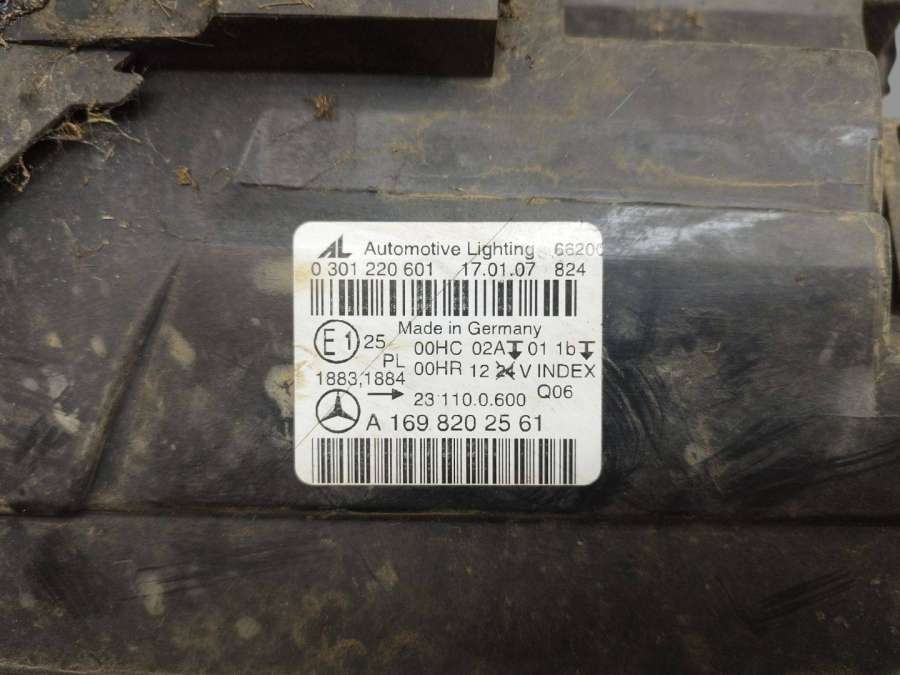 AL Automotive Lighting 66200
0 301 220 601 17.01.07 824
Made in Germany
E1 25 00HC 02A 01 1b
PL 00HR 12 24 V INDEX
1883,1884 → 23 110 0.600 Q06
A 169 820 25 61